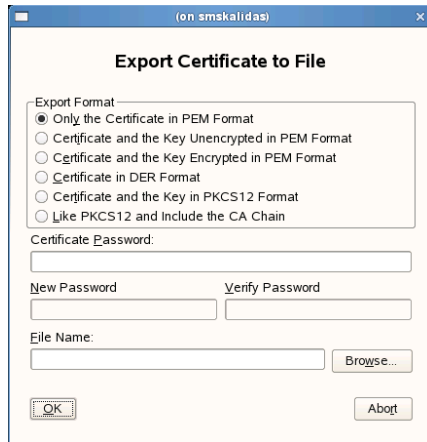 (on smskalidas)
Export Certificate to File
Export Format
Only the Certificate in PEM Format
Certificate and the Key Unencrypted in PEM Format
Certificate and the Key Encrypted in PEM Format
Certificate in DER Format
Certificate and the Key in PKCS12 Format
Like PKCS12 and Include the CA Chain
Certificate Password:
New Password Verify Password
File Name:
Browse...
OK Abort